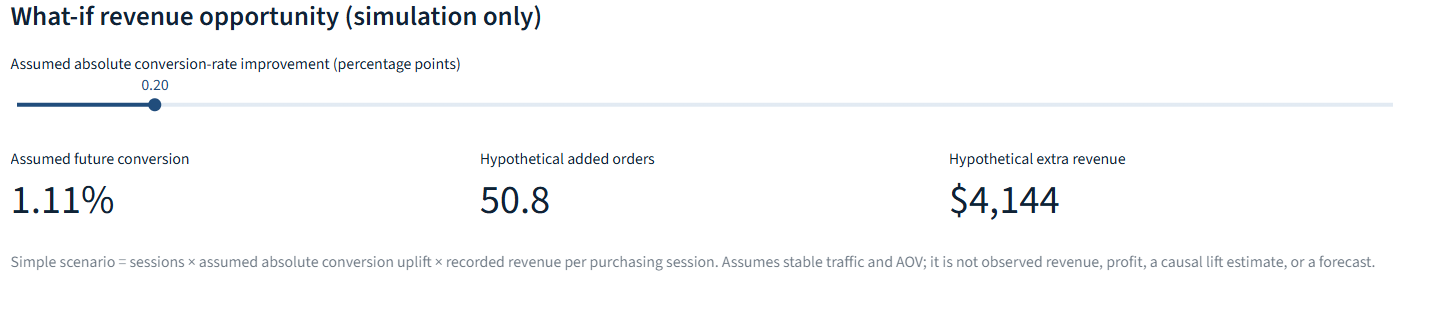 What-if revenue opportunity (simulation only)
Assumed absolute conversion-rate improvement (percentage points)
0.20
Assumed future conversion
Hypothetical added orders
Hypothetical extra revenue
1.11%
50.8
$4,144
Simple scenario = sessions × assumed absolute conversion uplift × recorded revenue per purchasing session. Assumes stable traffic and AOV; it is not observed revenue, profit, a causal lift estimate, or a forecast.